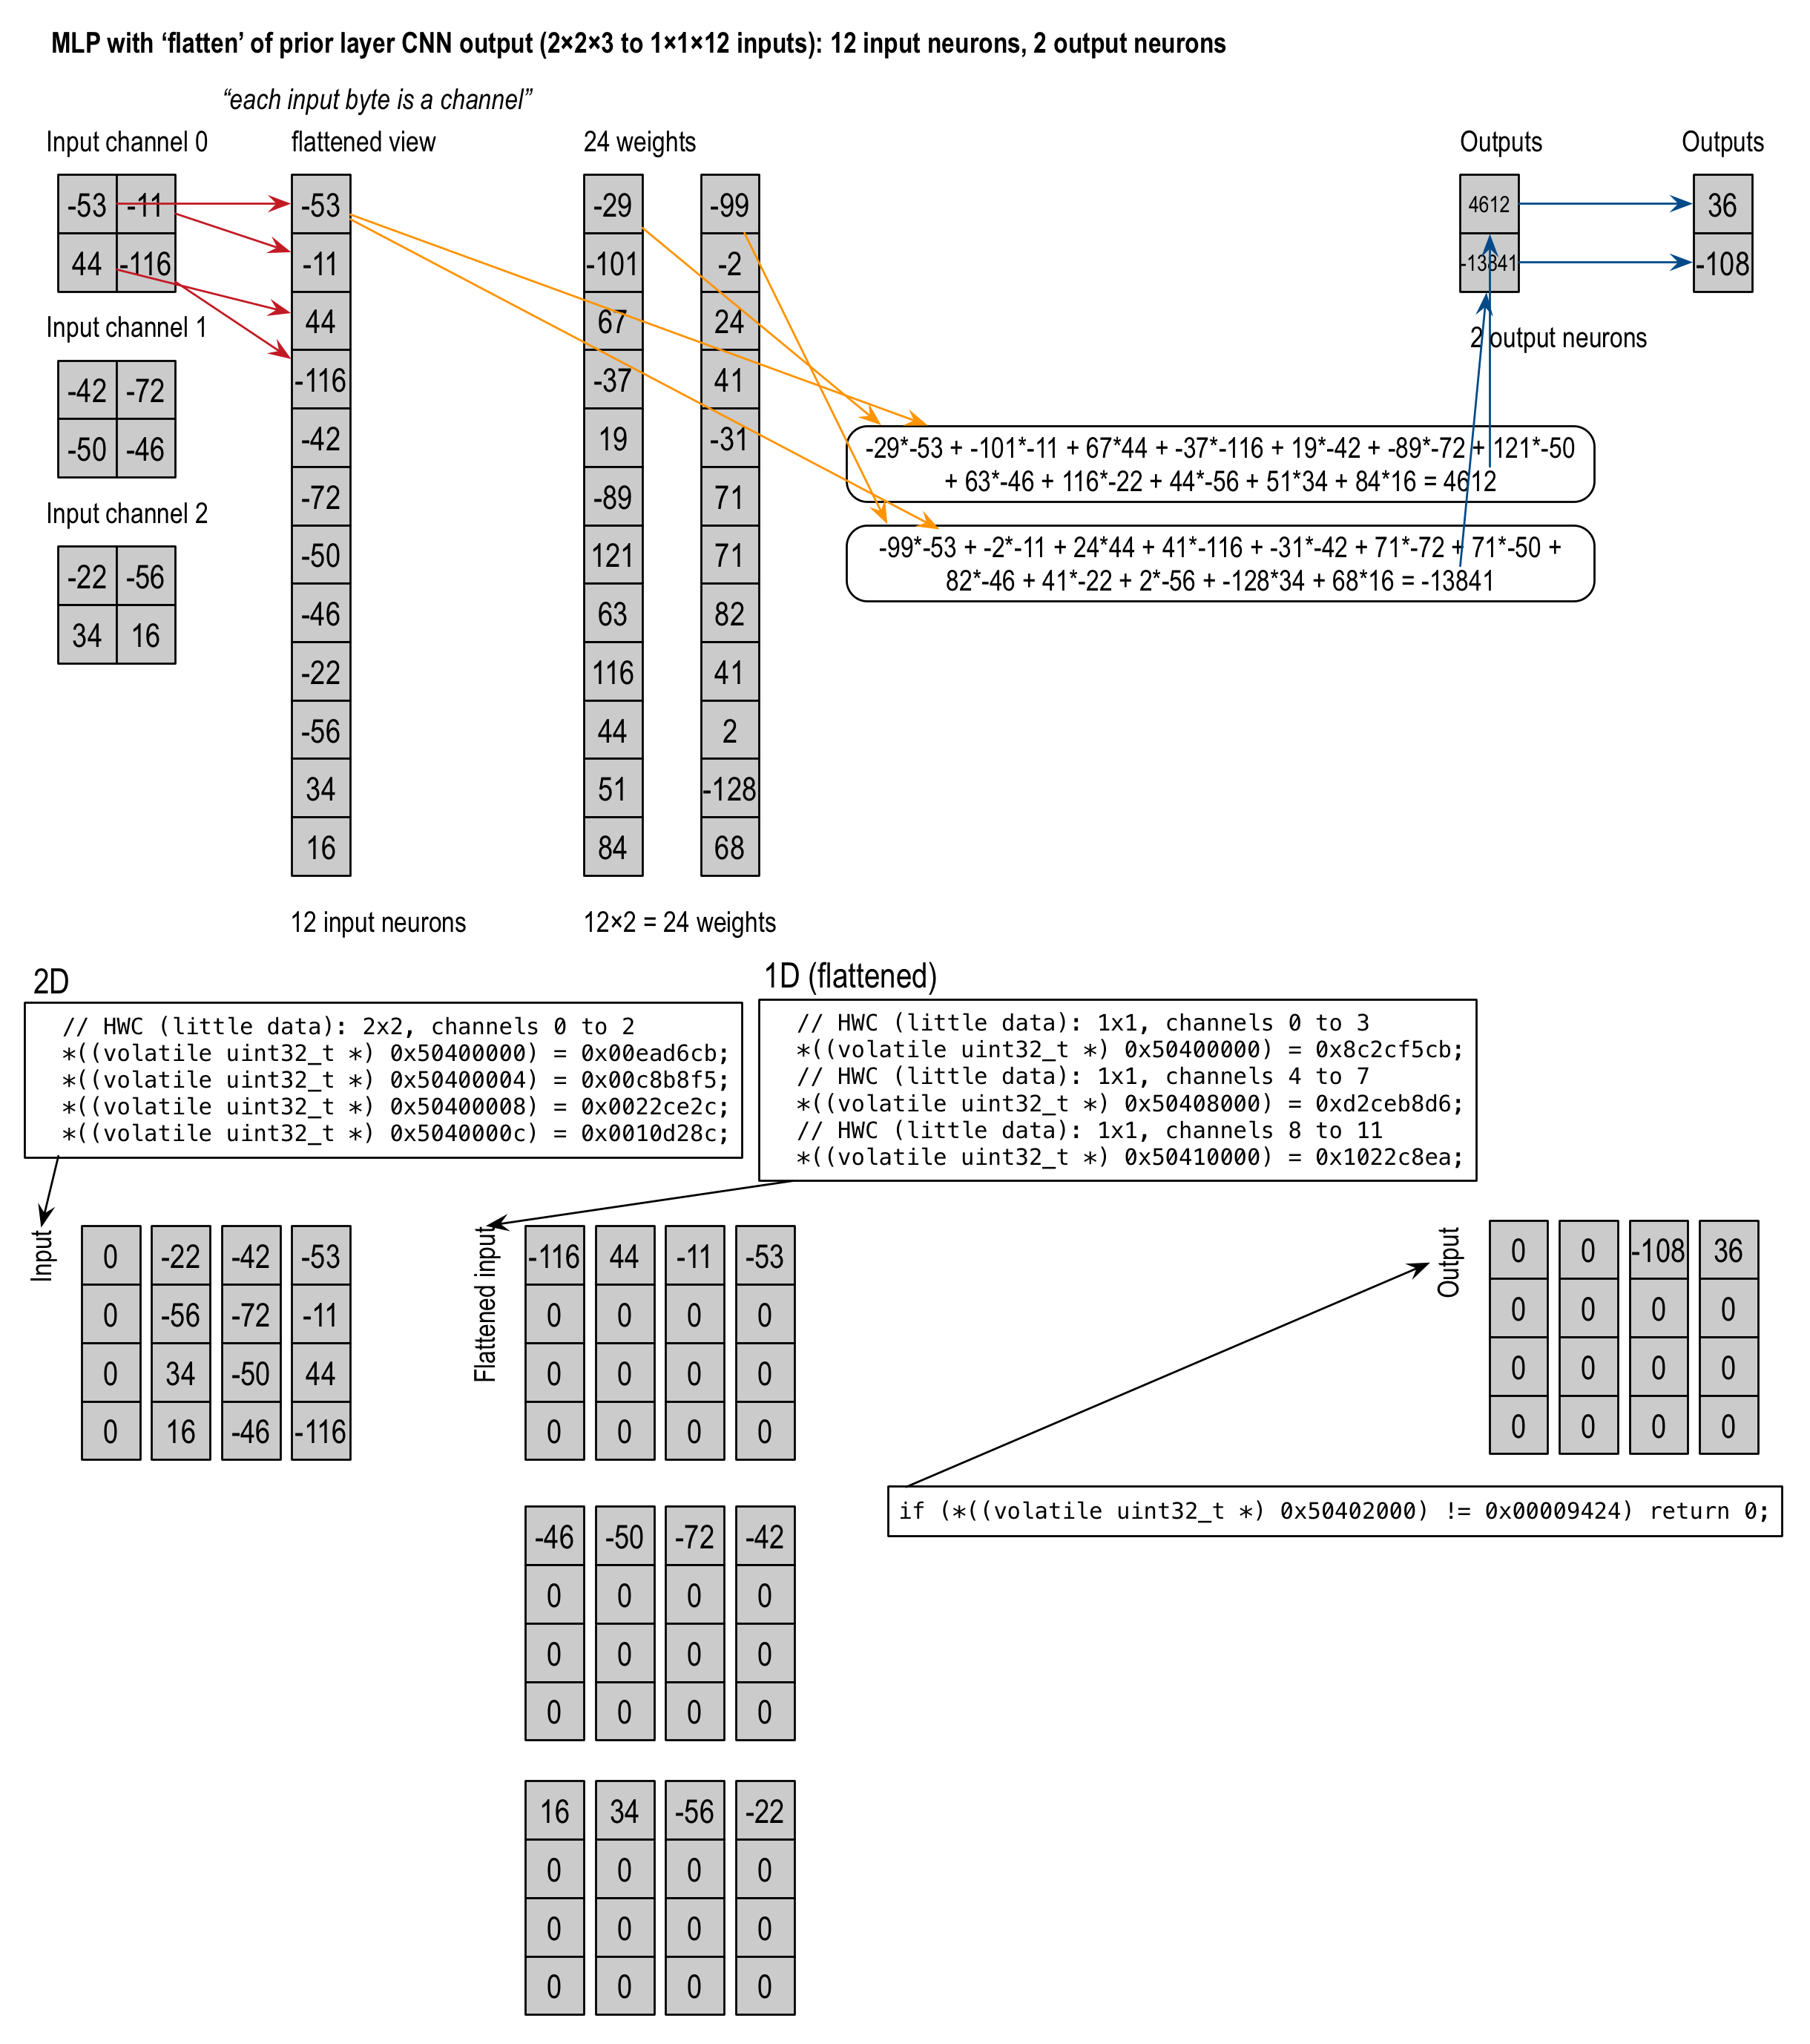 MLP with ‘flatten’ of prior layer CNN output (2×2×3 to 1×1×12 inputs): 12 input neurons, 2 output neurons
“each input byte is a channel”
Input channel 0
-53 -11
44 -116
Input channel 1
-42 -72
-50 -46
Input channel 2
-22 -56
34 16
flattened view
-53
-11
44
-116
-42
-72
-50
-46
-22
-56
34
16
12 input neurons
24 weights
-29 -99
-101 -2
67 24
-37 41
19 -31
-89 71
121 71
63 82
116 41
44 2
51 -128
84 68
12×2 = 24 weights
-29*-53 + -101*-11 + 67*44 + -37*-116 + 19*-42 + -89*-72 + 121*-50
+ 63*-46 + 116*-22 + 44*-56 + 51*34 + 84*16 = 4612
-99*-53 + -2*-11 + 24*44 + 41*-116 + -31*-42 + 71*-72 + 71*-50 +
82*-46 + 41*-22 + 2*-56 + -128*34 + 68*16 = -13841
Outputs
4612
-13841
2 output neurons
Outputs
36
-108
2D
// HWC (little data): 2x2, channels 0 to 2
*((volatile uint32_t *) 0x50400000) = 0x00ead6cb;
*((volatile uint32_t *) 0x50400004) = 0x00c8b8f5;
*((volatile uint32_t *) 0x50400008) = 0x0022ce2c;
*((volatile uint32_t *) 0x5040000c) = 0x0010d28c;
1D (flattened)
// HWC (little data): 1x1, channels 0 to 3
*((volatile uint32_t *) 0x50400000) = 0x8c2cf5cb;
// HWC (little data): 1x1, channels 4 to 7
*((volatile uint32_t *) 0x50408000) = 0xd2ceb8d6;
// HWC (little data): 1x1, channels 8 to 11
*((volatile uint32_t *) 0x50410000) = 0x1022c8ea;
Input
0 -22 -42 -53
0 -56 -72 -11
0 34 -50 44
0 16 -46 -116
Flattened input
-116 44 -11 -53
0 0 0 0
0 0 0 0
0 0 0 0
-46 -50 -72 -42
0 0 0 0
0 0 0 0
0 0 0 0
16 34 -56 -22
0 0 0 0
0 0 0 0
0 0 0 0
Output
0 0 -108 36
0 0 0 0
0 0 0 0
0 0 0 0
if (*((volatile uint32_t *) 0x50402000) != 0x00009424) return 0;